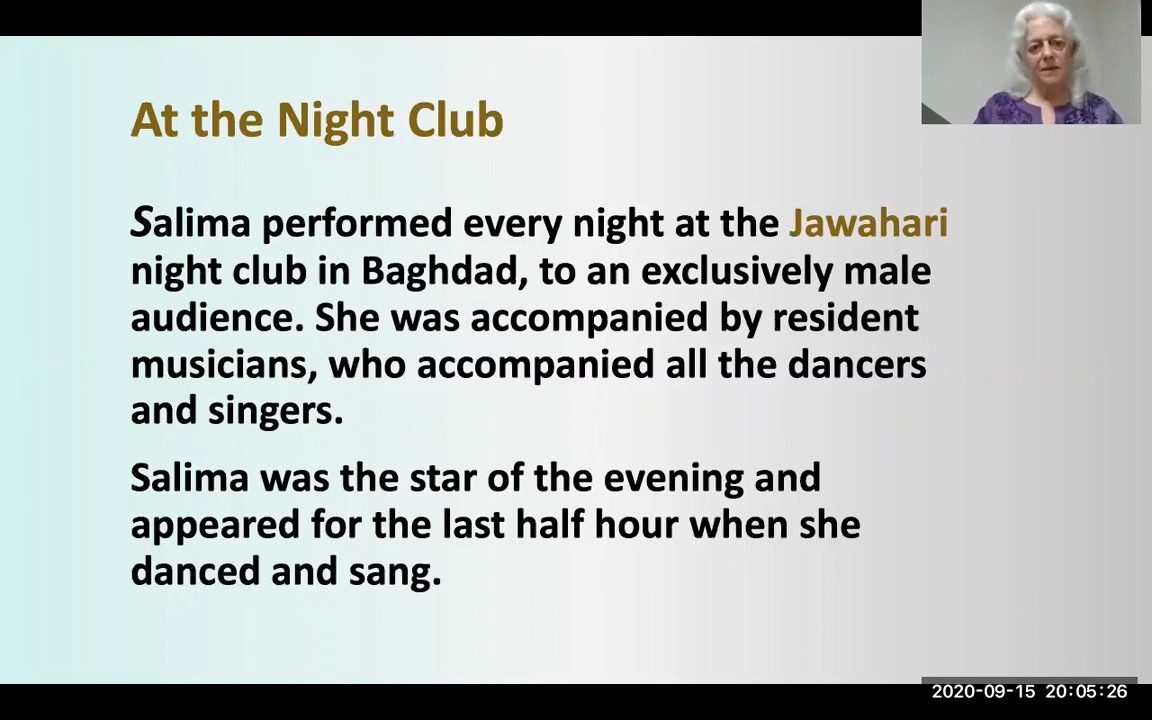 At the Night Club
Salima performed every night at the Jawahari
night club in Baghdad, to an exclusively male
audience. She was accompanied by resident
musicians, who accompanied all the dancers
and singers.
Salima was the star of the evening and
appeared for the last half hour when she
danced and sang.
2020-09-15 20:05:26